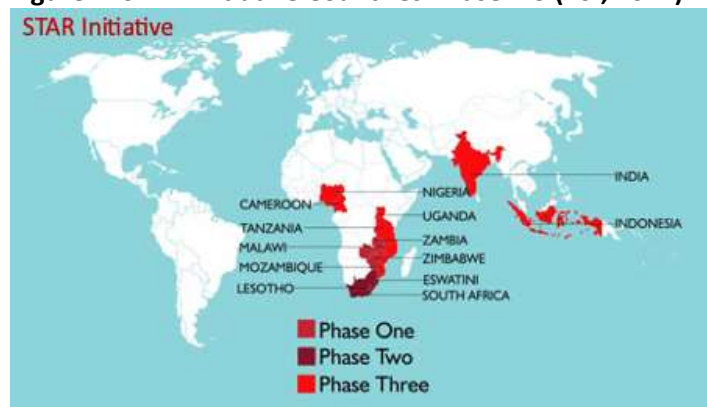 STAR Initiative
INDIA
NIGERIA
CAMEROON
UGANDA
INDONESIA
TANZANIA
ZAMBIA
MALAWI
ZIMBABWE
MOZAMBIQUE
ESWATINI
LESOTHO
SOUTH AFRICA
Phase One
Phase Two
Phase Three